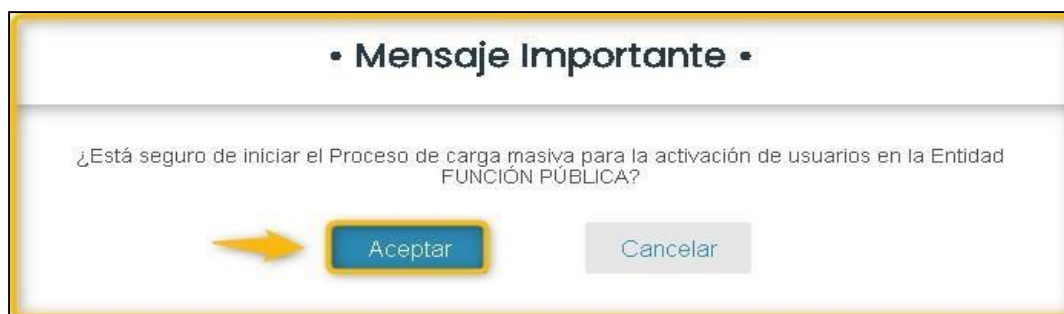 • Mensaje Importante •
¿Está seguro de iniciar el Proceso de carga masiva para la activación de usuarios en la Entidad
FUNCIÓN PÚBLICA?
Aceptar
Cancelar